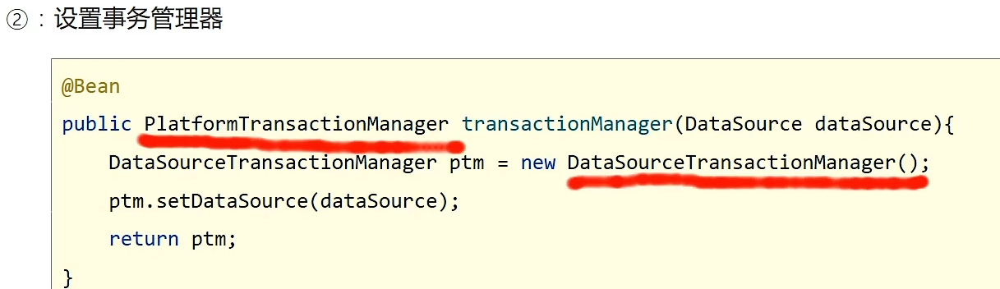 ②：设置事务管理器
@Bean
public PlatformTransactionManager transactionManager(DataSource dataSource){
    DataSourceTransactionManager ptm = new DataSourceTransactionManager();
    ptm.setDataSource(dataSource);
    return ptm;
}